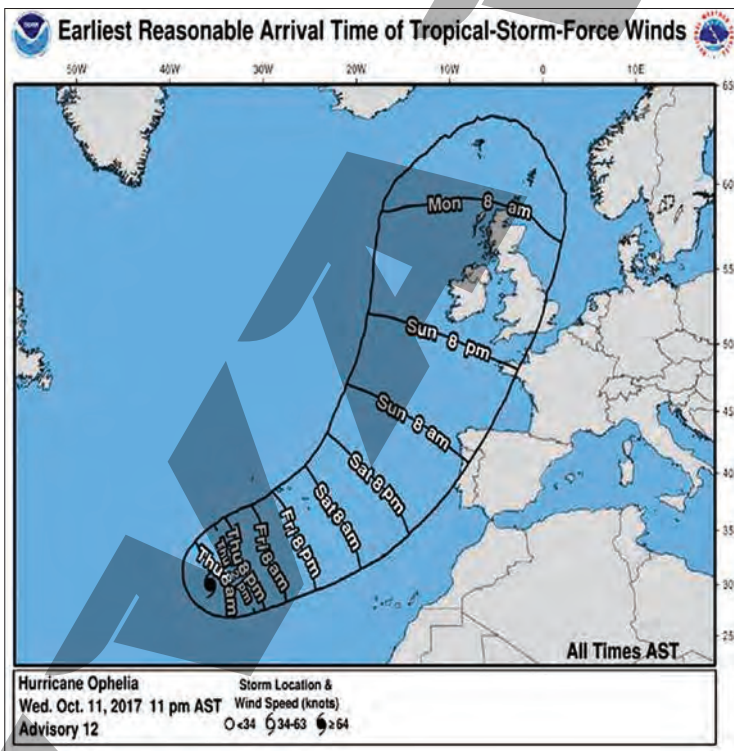 Earliest Reasonable Arrival Time of Tropical-Storm-Force Winds
50W 40W 30W 20W 10W 0 10E
65
60
Mon 8 am
55
Sun 8 pm
50
Sun 8 am
45
Sat 8 pm
40
Sat 8 am
Fri 8 pm
35
Fri 8 am
Thu 8 pm
Thu 8 am
30
25
All Times AST
Hurricane Ophelia
Wed. Oct. 11, 2017 11 pm AST
Advisory 12
Storm Location &
Wind Speed (knots)
<34 34-63 ≥64